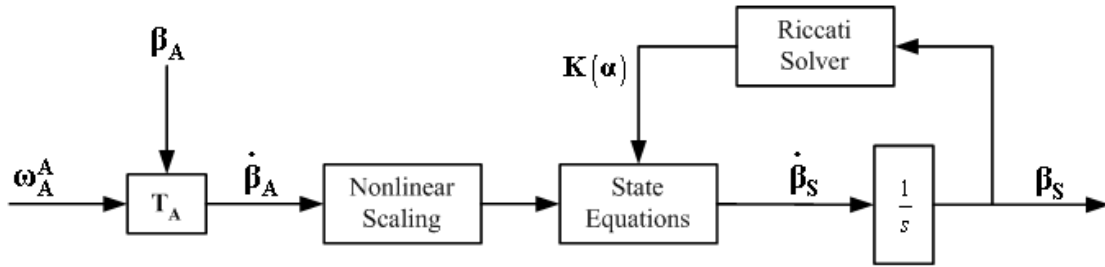 β_A
Riccati
Solver
K(α)
ω_A^A
T_A
β̇_A
Nonlinear
Scaling
State
Equations
β̇_S
1/s
β_S